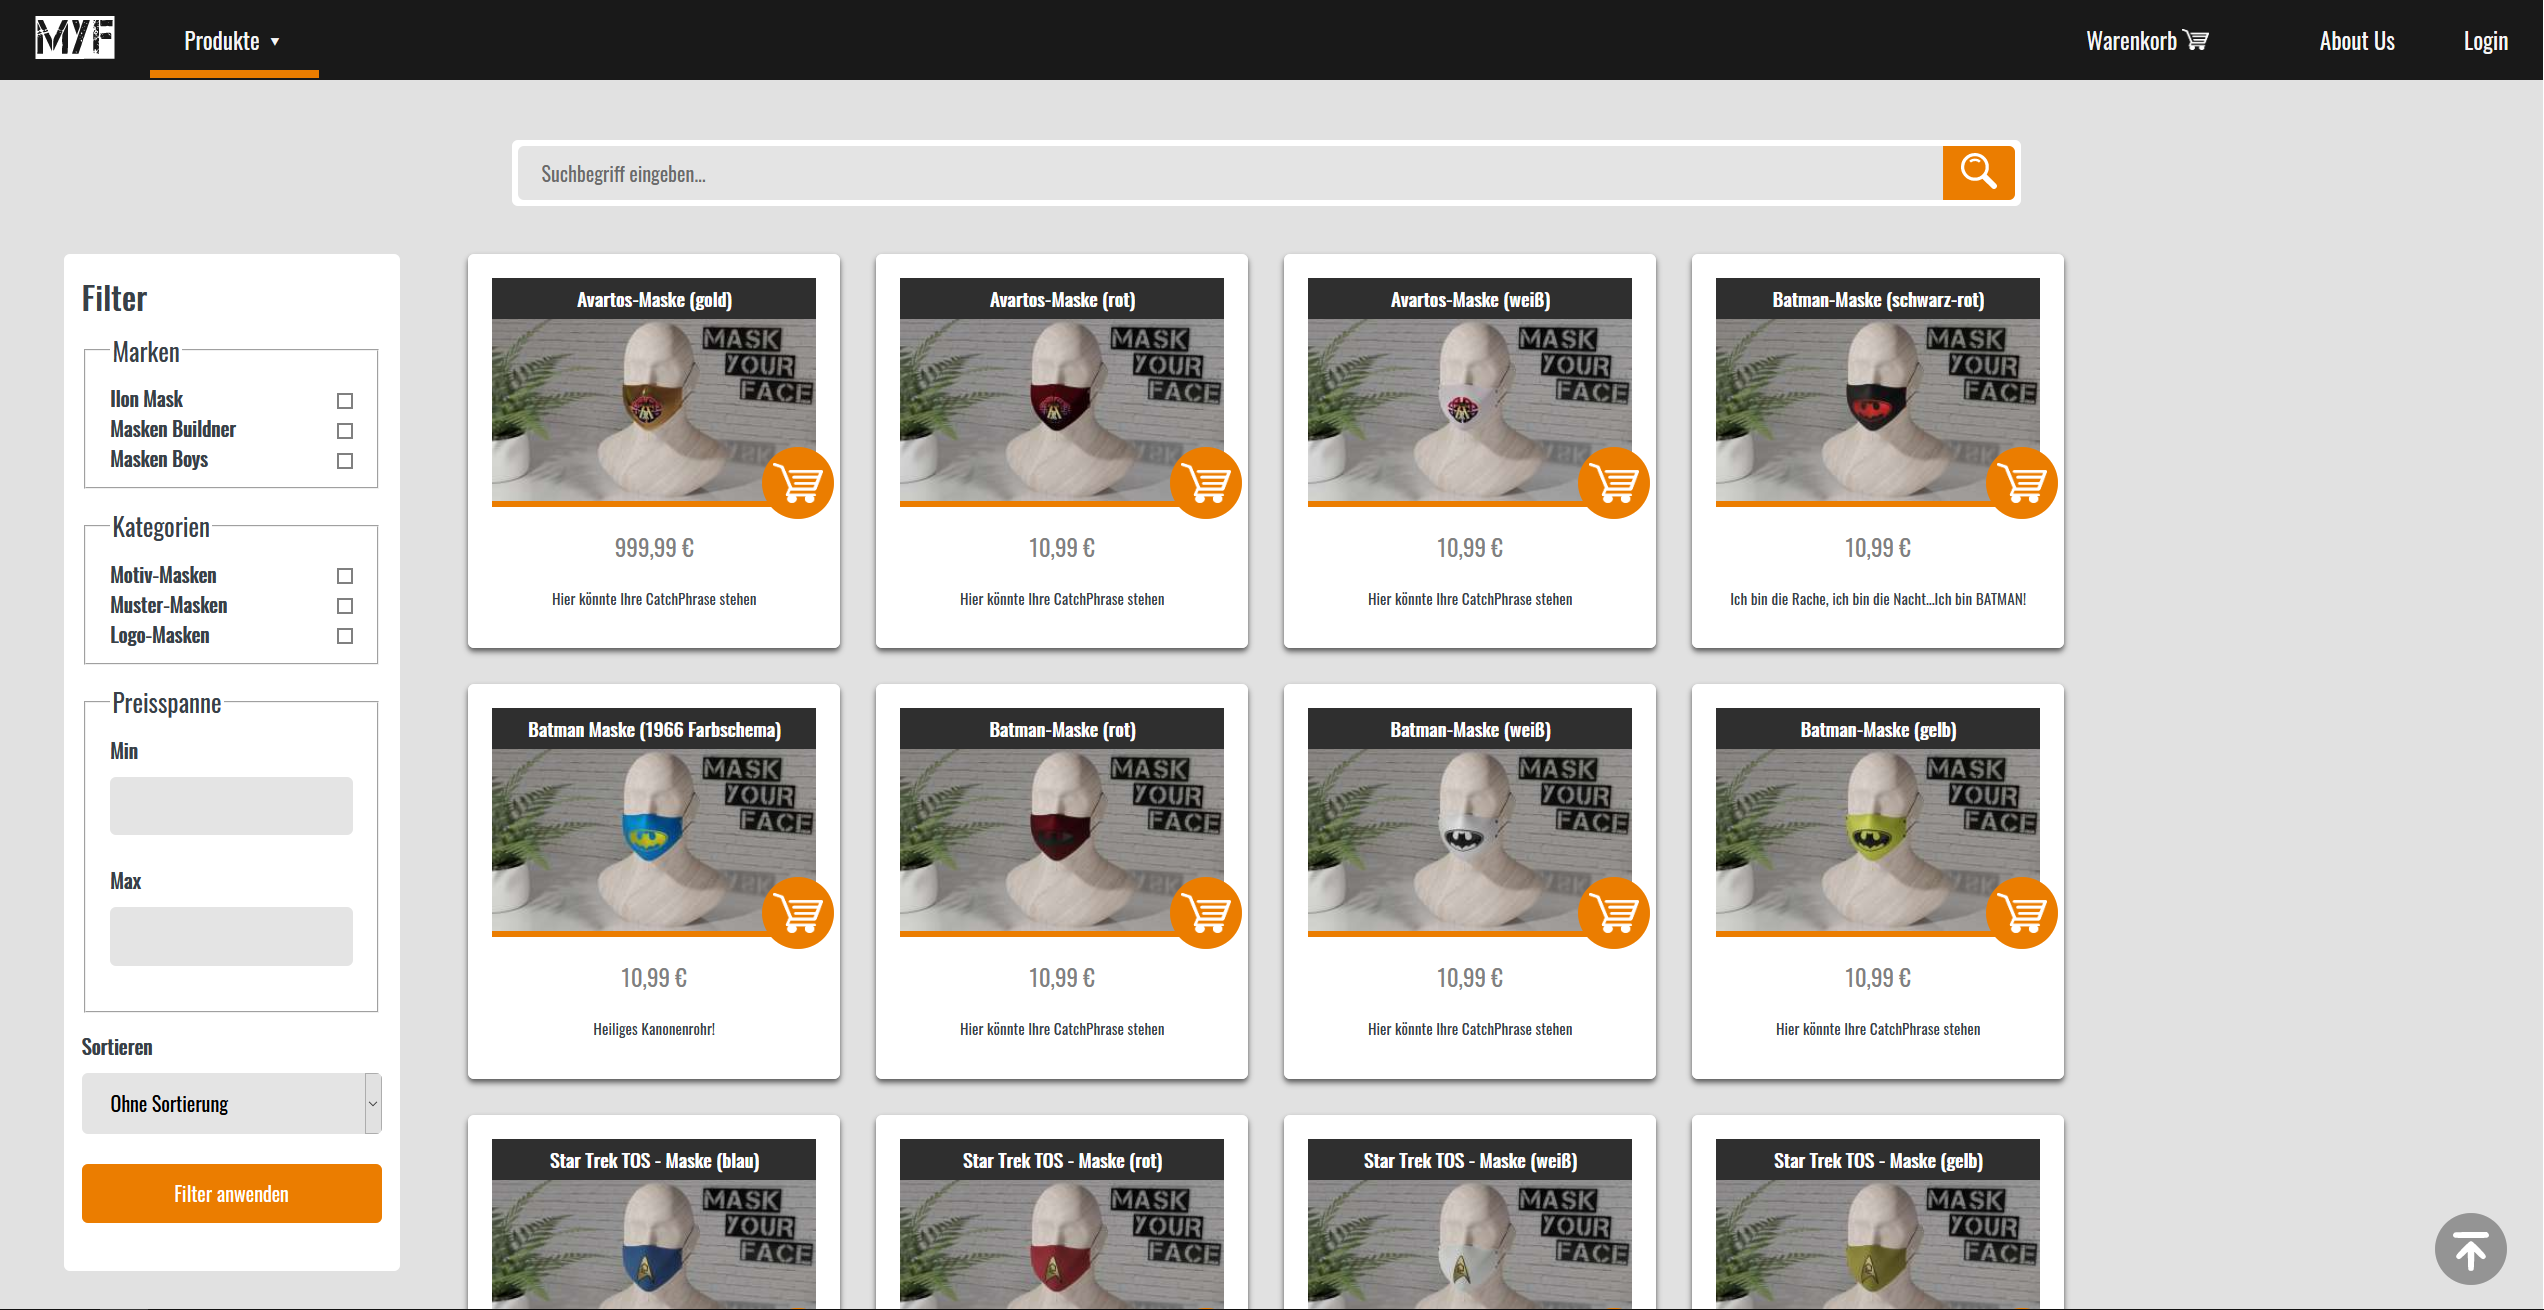 MYF
Produkte ▼
Warenkorb
About Us
Login
Suchbegriff eingeben...
Filter
Marken
Ilon Mask
Masken Buildner
Masken Boys
Kategorien
Motiv-Masken
Muster-Masken
Logo-Masken
Preisspanne
Min
Max
Sortieren
Ohne Sortierung
Filter anwenden
Avartos-Maske (gold)
MASK
YOUR
FACE
999,99 €
Hier könnte Ihre CatchPhrase stehen
Avartos-Maske (rot)
MASK
YOUR
FACE
10,99 €
Hier könnte Ihre CatchPhrase stehen
Avartos-Maske (weiß)
MASK
YOUR
FACE
10,99 €
Hier könnte Ihre CatchPhrase stehen
Batman-Maske (schwarz-rot)
MASK
YOUR
FACE
10,99 €
Ich bin die Rache, ich bin die Nacht...Ich bin BATMAN!
Batman Maske (1966 Farbschema)
MASK
YOUR
FACE
10,99 €
Heiliges Kanonenrohr!
Batman-Maske (rot)
MASK
YOUR
FACE
10,99 €
Hier könnte Ihre CatchPhrase stehen
Batman-Maske (weiß)
MASK
YOUR
FACE
10,99 €
Hier könnte Ihre CatchPhrase stehen
Batman-Maske (gelb)
MASK
YOUR
FACE
10,99 €
Hier könnte Ihre CatchPhrase stehen
Star Trek TOS - Maske (blau)
MASK
YOUR
FACE
Star Trek TOS - Maske (rot)
MASK
YOUR
FACE
Star Trek TOS - Maske (weiß)
MASK
YOUR
FACE
Star Trek TOS - Maske (gelb)
MASK
YOUR
FACE